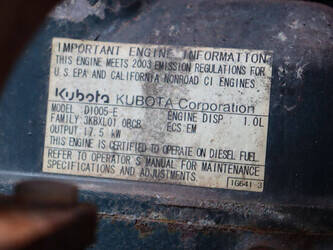 IMPORTANT ENGINE INFORMATION
THIS ENGINE MEETS 2003 EMISSION REGULATIONS FOR
U.S. EPA AND CALIFORNIA NONROAD CI ENGINES.
Kubota KUBOTA Corporation
MODEL : D1005-E ENGINE DISP. : 1.0L
FAMILY: ECS:EM
OUTPUT: 17.5 kW
THIS ENGINE IS CERTIFIED TO OPERATE ON DIESEL FUEL.
REFER TO OPERATOR'S MANUAL FOR MAINTENANCE
SPECIFICATIONS AND ADJUSTMENTS.
16641-3